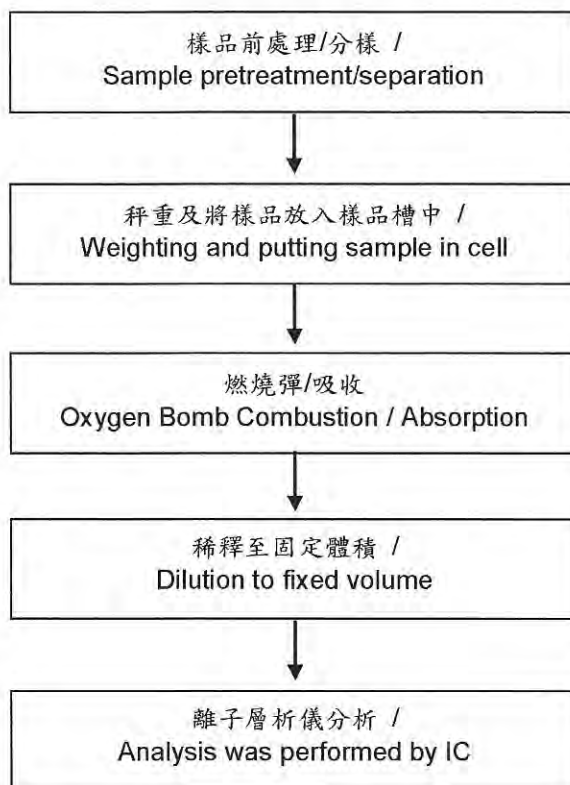 樣品前處理/分樣 /
Sample pretreatment/separation
秤重及將樣品放入樣品槽中 /
Weighting and putting sample in cell
燃燒彈/吸收
Oxygen Bomb Combustion / Absorption
稀釋至固定體積 /
Dilution to fixed volume
離子層析儀分析 /
Analysis was performed by IC